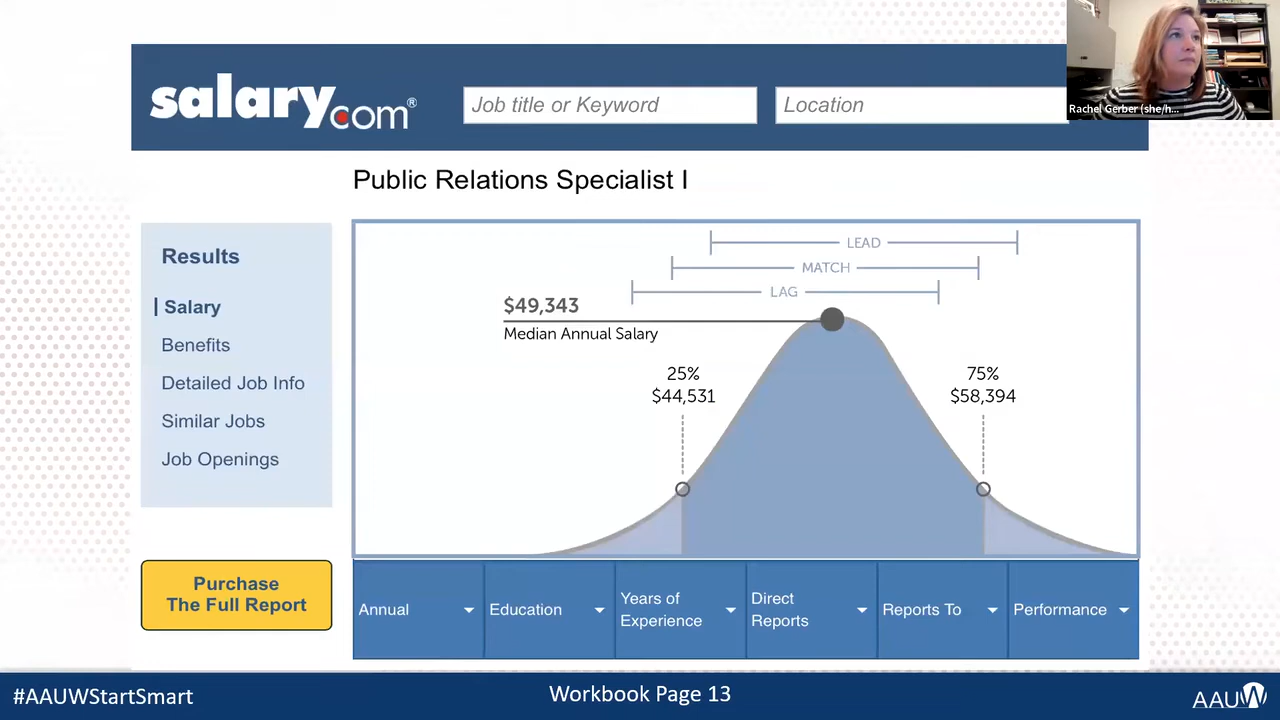 salary.com®
Job title or Keyword
Location
Rachel Gerber (she/h...
Public Relations Specialist I
Results
Salary
Benefits
Detailed Job Info
Similar Jobs
Job Openings
Purchase
The Full Report
LEAD
MATCH
LAG
$49,343
Median Annual Salary
25%
$44,531
75%
$58,394
Annual
Education
Years of
Experience
Direct
Reports
Reports To
Performance
#AAUWStartSmart
Workbook Page 13
AAUW